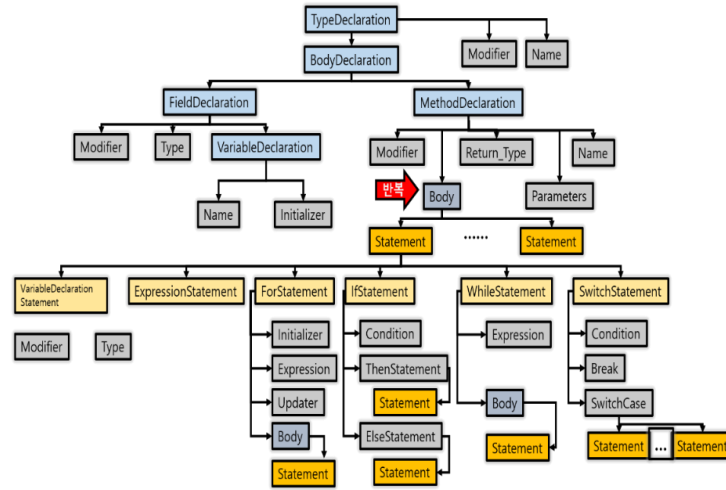 TypeDeclaration
Modifier
Name
BodyDeclaration
FieldDeclaration
MethodDeclaration
Modifier
Type
VariableDeclaration
Modifier
Return_Type
Name
반복
Body
Parameters
Name
Initializer
Statement
......
Statement
VariableDeclaration
Statement
ExpressionStatement
ForStatement
IfStatement
WhileStatement
SwitchStatement
Modifier
Type
Initializer
Expression
Updater
Body
Statement
Condition
ThenStatement
Statement
ElseStatement
Statement
Expression
Body
Statement
Condition
Break
SwitchCase
Statement
...
Statement